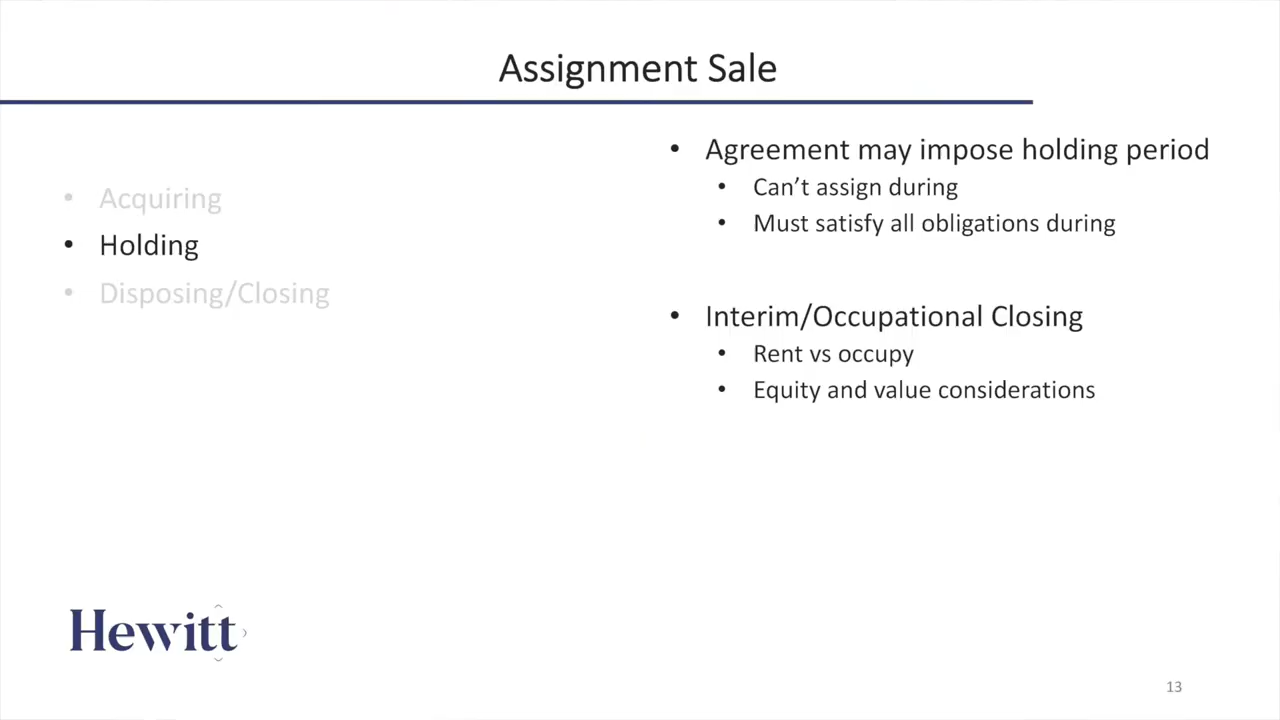 Assignment Sale
• Acquiring
• Holding
• Disposing/Closing
• Agreement may impose holding period
• Can’t assign during
• Must satisfy all obligations during
• Interim/Occupational Closing
• Rent vs occupy
• Equity and value considerations
Hewitt
13